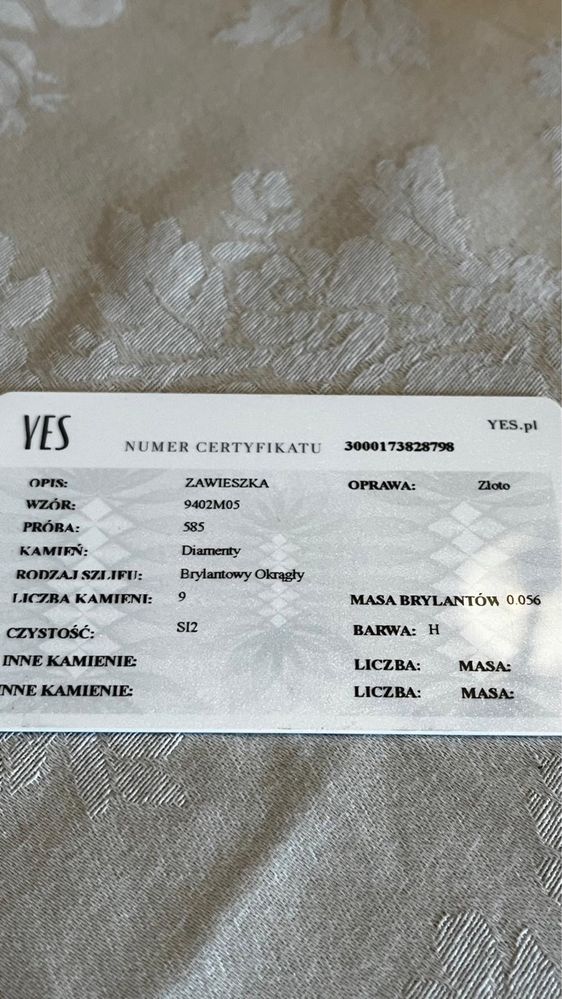 YES
YES.pl
NUMER CERTYFIKATU 3000173828798
OPIS: ZAWIESZKA OPRAWA: Złoto
WZÓR: 9402M05
PRÓBA: 585
KAMIEŃ: Diamenty
RODZAJ SZLIFU: Brylantowy Okrągły
LICZBA KAMIENI: 9 MASA BRYLANTÓW 0.056
CZYSTOŚĆ: SI2 BARWA: H
INNE KAMIENIE: LICZBA: MASA:
INNE KAMIENIE: LICZBA: MASA: